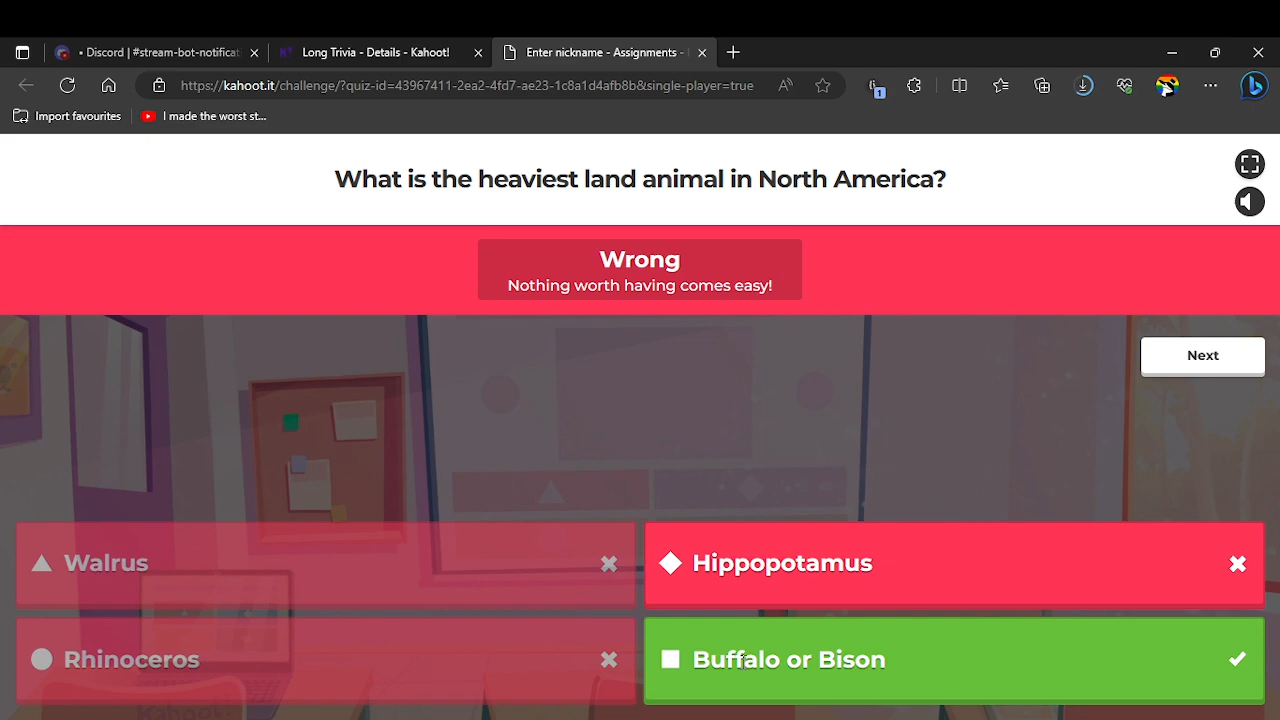 Discord | #stream-bot-notificat
Long Trivia - Details - Kahoot!
Enter nickname - Assignments -
https://kahoot.it/challenge/?quiz-id=43967411-2ea2-4fd7-ae23-1c8a1d4afb8b&single-player=true
1
Import favourites
I made the worst st...
What is the heaviest land animal in North America?
Wrong
Nothing worth having comes easy!
Next
Walrus
Hippopotamus
Rhinoceros
Buffalo or Bison
Kahoot!